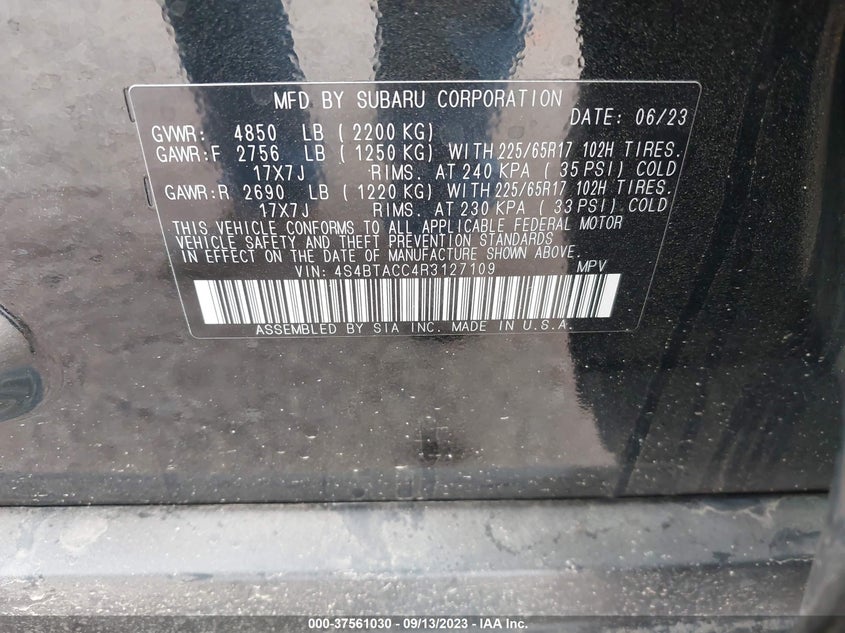 MFD BY SUBARU CORPORATION
DATE: 06/23
GVWR: 4850 LB (2200 KG)
GAWR:F 2756 LB (1250 KG) WITH 225/65R17 102H TIRES.
17X7J RIMS. AT 240 KPA (35 PSI) COLD
GAWR:R 2690 LB (1220 KG) WITH 225/65R17 102H TIRES.
17X7J RIMS. AT 230 KPA (33 PSI) COLD
THIS VEHICLE CONFORMS TO ALL APPLICABLE FEDERAL MOTOR
VEHICLE SAFETY AND THEFT PREVENTION STANDARDS
IN EFFECT ON THE DATE OF MANUFACTURE SHOWN ABOVE.
VIN: 4S4BTACC4R3127109 MPV
ASSEMBLED BY SIA INC. MADE IN U.S.A.
000-37561030 - 09/13/2023 - IAA Inc.